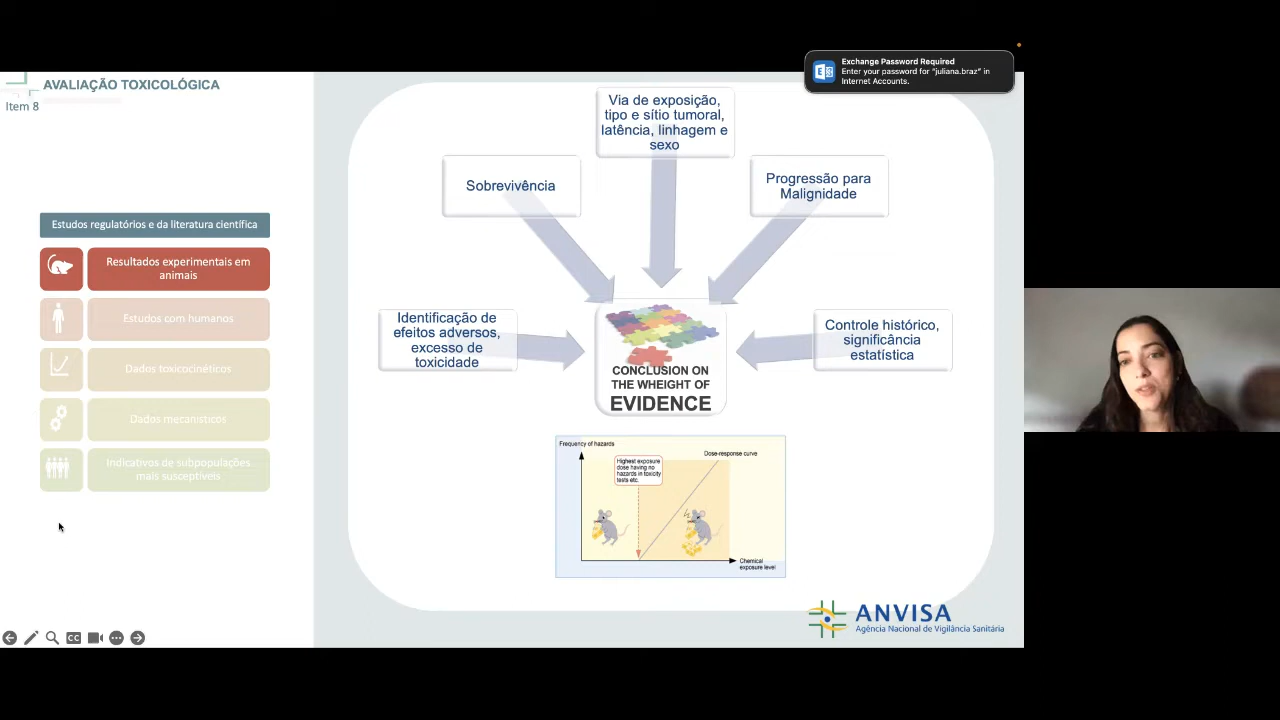 AVALIAÇÃO TOXICOLÓGICA
Item 8
Exchange Password Required
Enter your password for “juliana.braz” in
Internet Accounts.
Estudos regulatórios e da literatura científica
Resultados experimentais em
animais
Estudos com humanos
Dados toxicocinéticos
Dados mecanísticos
Indicativos de subpopulações
mais susceptíveis
Via de exposição,
tipo e sítio tumoral,
latência, linhagem e
sexo
Sobrevivência
Progressão para
Malignidade
Identificação de
efeitos adversos,
excesso de
toxicidade
Controle histórico,
significância
estatística
CONCLUSION ON
THE WHEIGHT OF
EVIDENCE
Frequency of hazards
Dose-response curve
Highest exposure
dose having no
hazards in toxicity
tests etc.
Chemical
exposure level
CC
ANVISA
Agência Nacional de Vigilância Sanitária